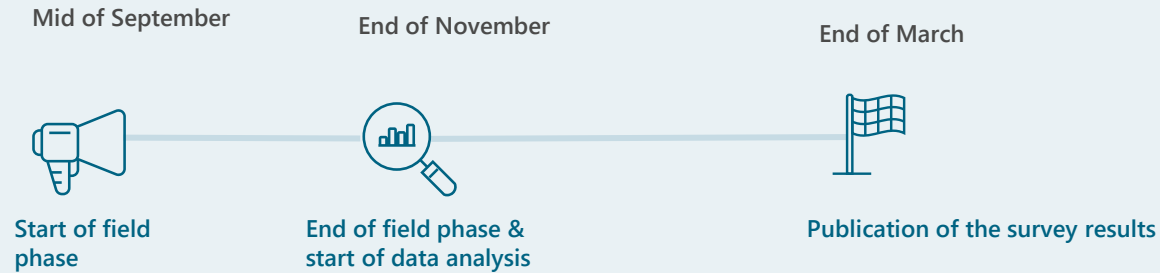 Mid of September
End of November
End of March
Start of field
phase
End of field phase &
start of data analysis
Publication of the survey results